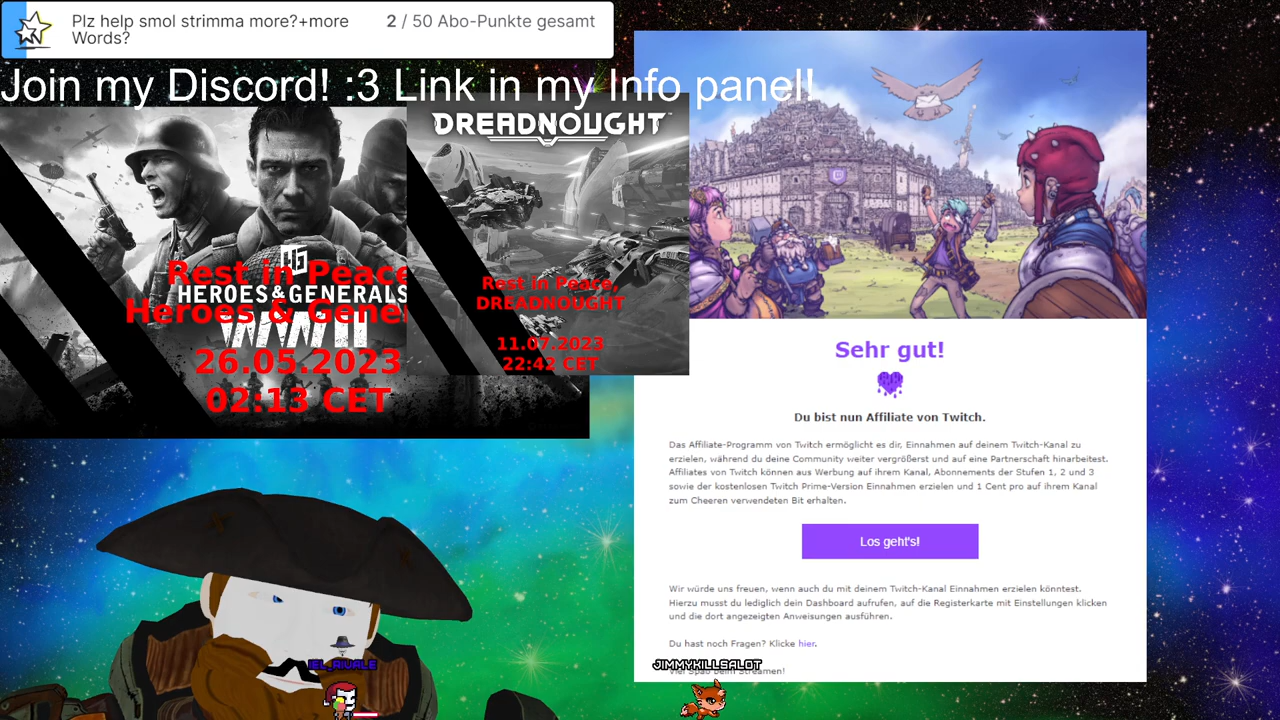 Plz help smol strimma more?+more
Words?
2 / 50 Abo-Punkte gesamt
Join my Discord! :3 Link in my Info panel!
HEROES & GENERALS
WWII
Rest in Peace
Heroes & Gene
26.05.2023
02:13 CET
DREADNOUGHT
Rest in Peace,
DREADNOUGHT
11.07.2023
22:42 CET
Sehr gut!
Du bist nun Affiliate von Twitch.
Das Affiliate-Programm von Twitch ermöglicht es dir, Einnahmen auf deinem Twitch-Kanal zu
erzielen, während du deine Community weiter vergrößerst und auf eine Partnerschaft hinarbeitest.
Affiliates von Twitch können aus Werbung auf ihrem Kanal, Abonnements der Stufen 1, 2 und 3
sowie der kostenlosen Twitch Prime-Version Einnahmen erzielen und 1 Cent pro auf ihrem Kanal
zum Cheeren verwendeten Bit erhalten.
Los geht's!
Wir würde uns freuen, wenn auch du mit deinem Twitch-Kanal Einnahmen erzielen könntest.
Hierzu musst du lediglich dein Dashboard aufrufen, auf die Registerkarte mit Einstellungen klicken
und die dort angezeigten Anweisungen ausführen.
Du hast noch Fragen? Klicke hier.
Viel Spaß beim Streamen!
JIMMYKILLSALOT